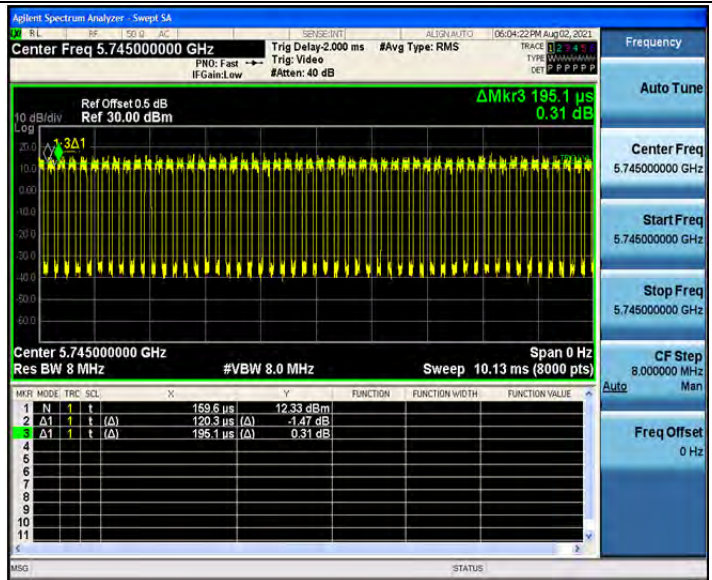 Agilent Spectrum Analyzer - Swept SA
RL RF 50 Ω AC SENSE:INT ALIGN AUTO 06:04:22 PM Aug 02, 2021
Center Freq 5.745000000 GHz
PNO: Fast
IFGain:Low
Trig Delay-2.000 ms
Trig: Video
#Atten: 40 dB
#Avg Type: RMS
TRACE 1 2 3 4 5 6
TYPE WWWWWW
DET P P P P P P
Ref Offset 0.5 dB
10 dB/div Ref 30.00 dBm
Log
ΔMkr3 195.1 µs
0.31 dB
3Δ1
20.0
10.0
0.00
-10.0
-20.0
-30.0
-40.0
-50.0
-60.0
Center 5.745000000 GHz Span 0 Hz
Res BW 8 MHz #VBW 8.0 MHz Sweep 10.13 ms (8000 pts)
MKR MODE TRC SCL X Y FUNCTION FUNCTION WIDTH FUNCTION VALUE
1 N 1 t 159.6 µs 12.33 dBm
2 Δ1 1 t (Δ) 120.3 µs (Δ) -1.47 dB
3 Δ1 1 t (Δ) 195.1 µs (Δ) 0.31 dB
4
5
6
7
8
9
10
11
MSG STATUS
Frequency
Auto Tune
Center Freq
5.745000000 GHz
Start Freq
5.745000000 GHz
Stop Freq
5.745000000 GHz
CF Step
8.000000 MHz
Auto Man
Freq Offset
0 Hz